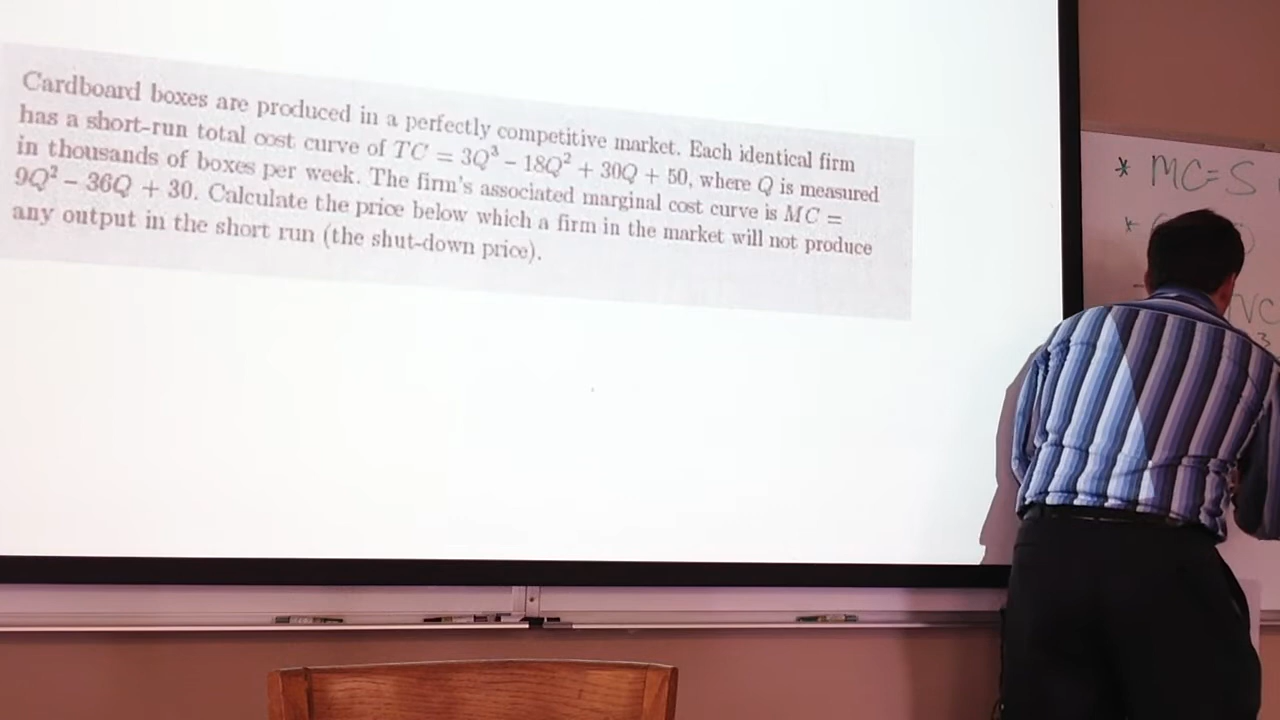 Cardboard boxes are produced in a perfectly competitive market. Each identical firm
has a short-run total cost curve of TC = 3Q³ − 18Q² + 30Q + 50, where Q is measured
in thousands of boxes per week. The firm's associated marginal cost curve is MC =
9Q² − 36Q + 30. Calculate the price below which a firm in the market will not produce
any output in the short run (the shut-down price).
* MC=S
*
VC
3